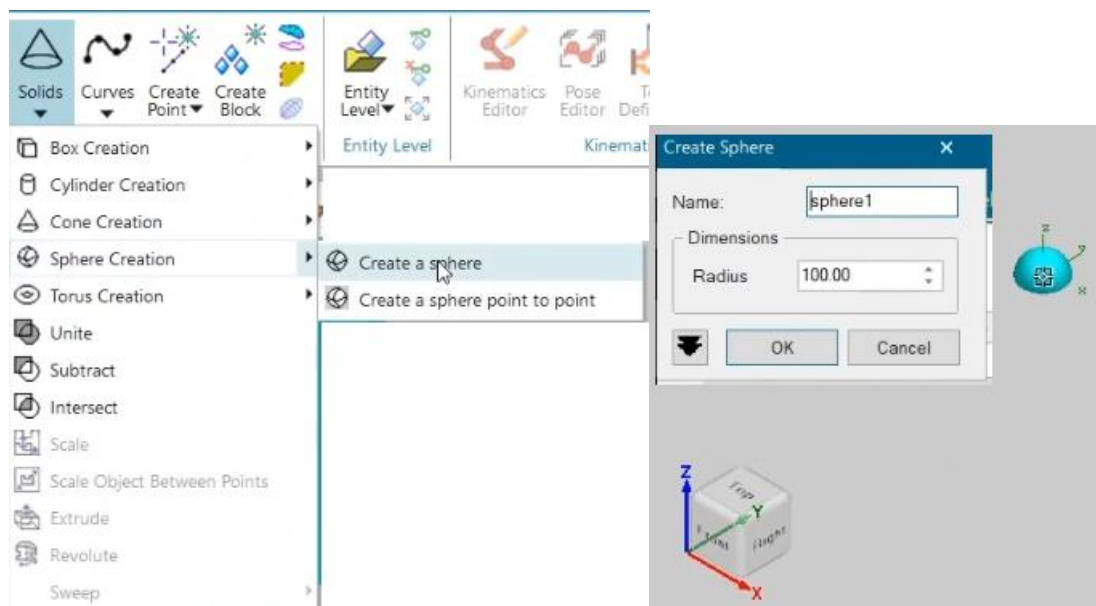 Solids
Curves
Create Point
Create Block
Entity Level
Kinematics Editor
Pose Editor
Entity Level
Box Creation
Cylinder Creation
Cone Creation
Sphere Creation
Create a sphere
Torus Creation
Create a sphere point to point
Unite
Subtract
Intersect
Scale
Scale Object Between Points
Extrude
Revolute
Sweep
Create Sphere
Name: sphere1
Dimensions
Radius 100.00
OK Cancel
z
y
x
Z
Top
Y
Front Right
X